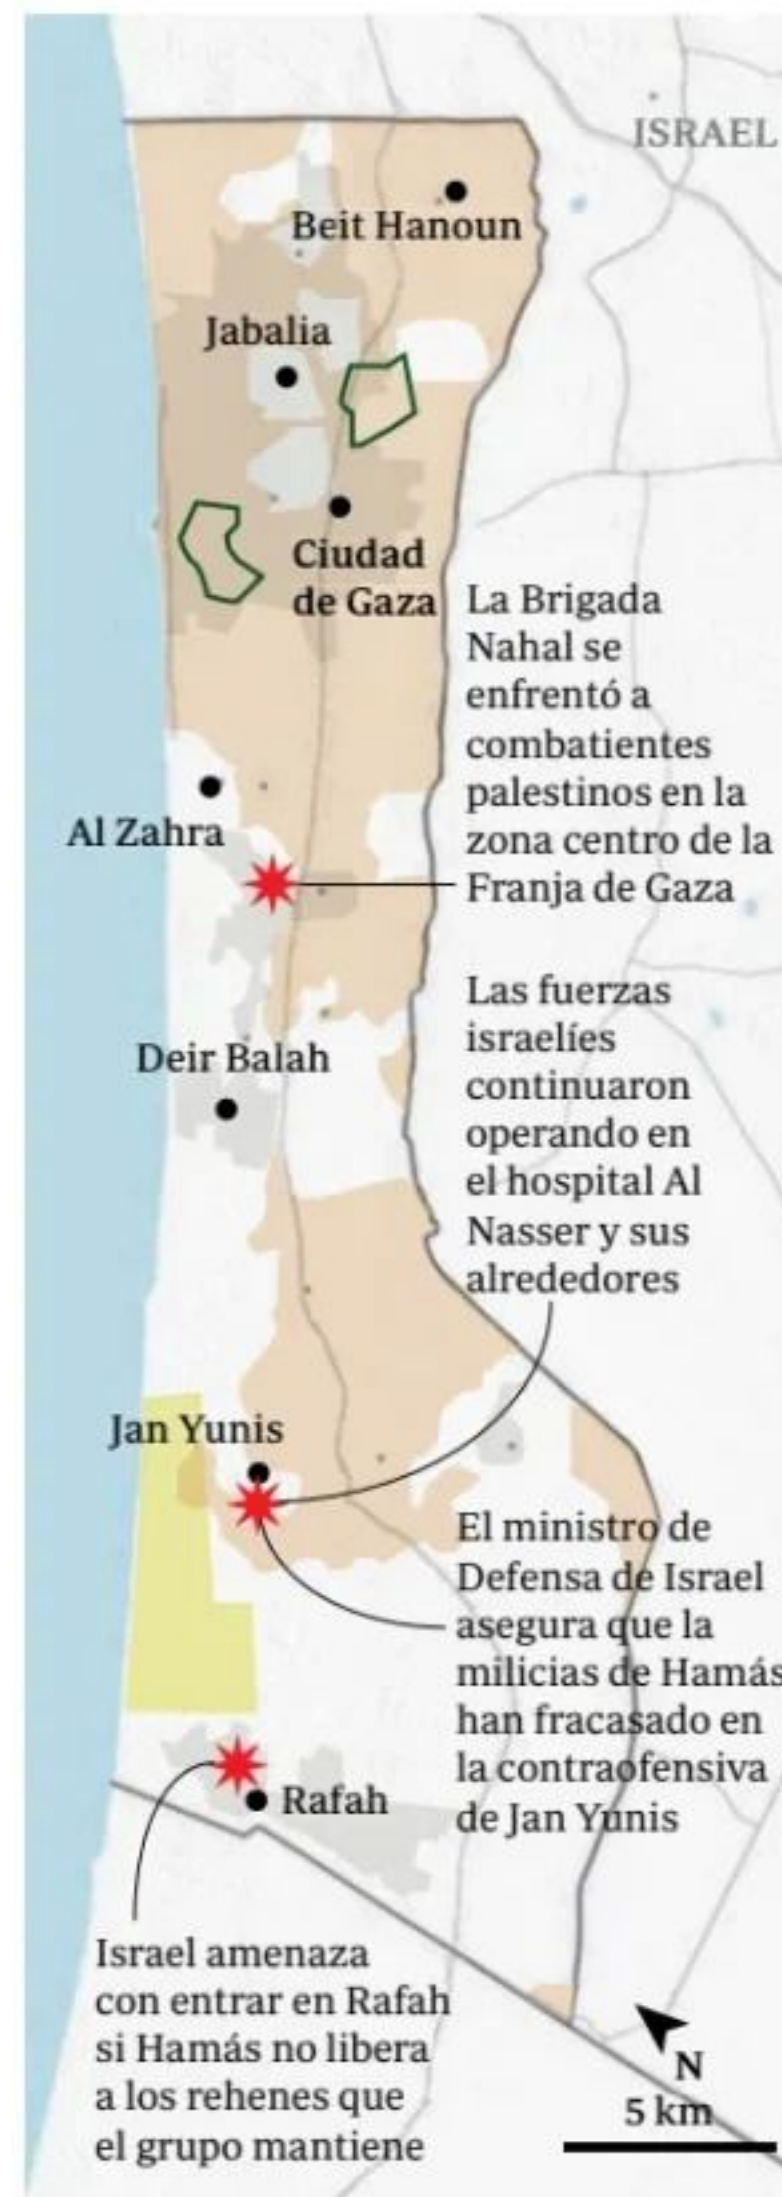 ISRAEL
Beit Hanoun
Jabalia
Ciudad
de Gaza
La Brigada
Nahal se
enfrentó a
combatientes
palestinos en la
zona centro de la
Franja de Gaza
Al Zahra
Las fuerzas
israelíes
continuaron
operando en
el hospital Al
Nasser y sus
alrededores
Deir Balah
Jan Yunis
El ministro de
Defensa de Israel
asegura que la
milicias de Hamás
han fracasado en
la contraofensiva
de Jan Yunis
Rafah
Israel amenaza
con entrar en Rafah
si Hamás no libera
a los rehenes que
el grupo mantiene
N
5 km